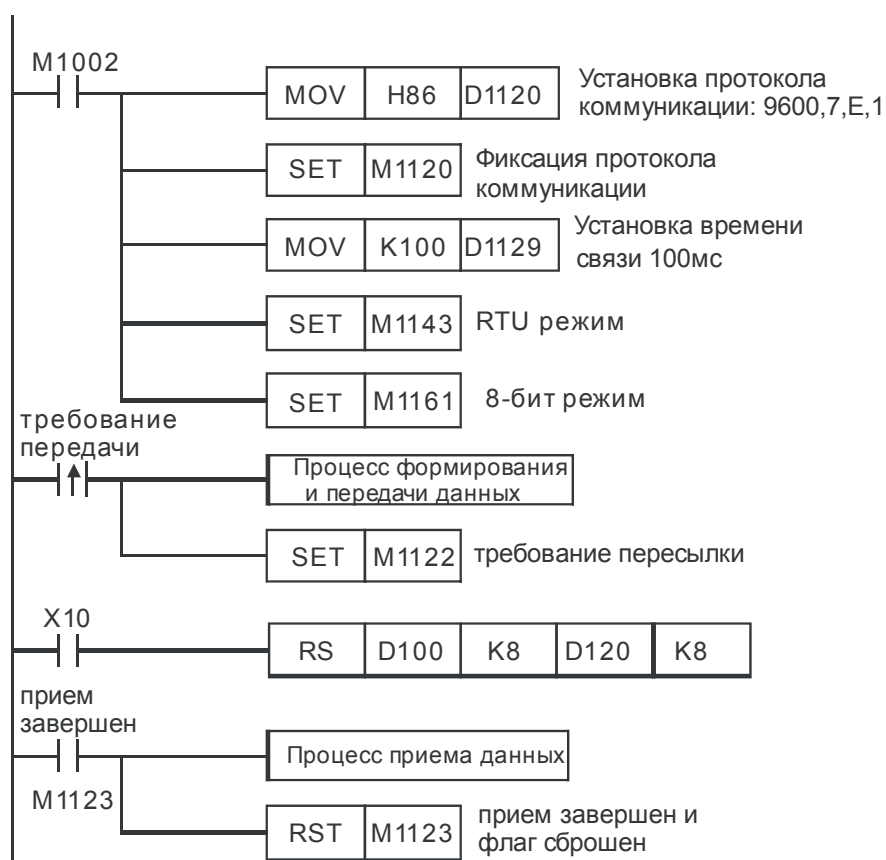 M1002
MOV H86 D1120
Установка протокола
коммуникации: 9600,7,E,1
SET M1120
Фиксация протокола
коммуникации
MOV K100 D1129
Установка времени
связи 100мс
SET M1143
RTU режим
SET M1161
8-бит режим
требование
передачи
Процесс формирования
и передачи данных
SET M1122
требование пересылки
X10
RS D100 K8 D120 K8
прием
завершен
M1123
Процесс приема данных
RST M1123
прием завершен и
флаг сброшен